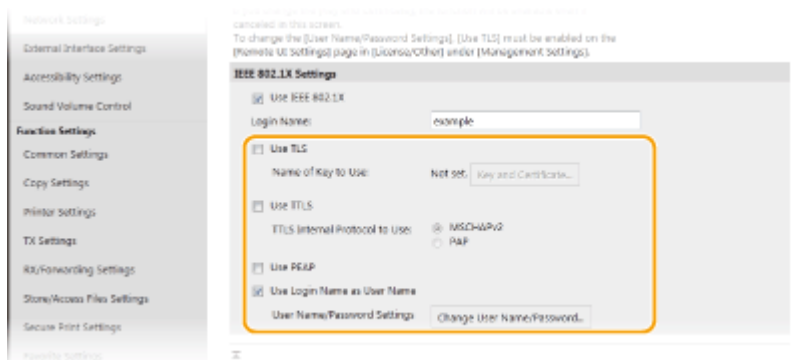 Network Settings
External Interface Settings
Accessibility Settings
Sound Volume Control
Function Settings
Common Settings
Copy Settings
Printer Settings
TX Settings
RX/Forwarding Settings
Store/Access Files Settings
Secure Print Settings
Favorite Settings
canceled in this screen.
To change the [User Name/Password Settings], [Use TLS] must be enabled on the
[Remote UI Settings] page in [License/Other] under [Management Settings].
IEEE 802.1X Settings
Use IEEE 802.1X
Login Name: example
Use TLS
Name of Key to Use: Not set. Key and Certificate...
Use TTLS
TTLS Internal Protocol to Use: MSCHAPv2
PAP
Use PEAP
Use Login Name as User Name
User Name/Password Settings Change User Name/Password...